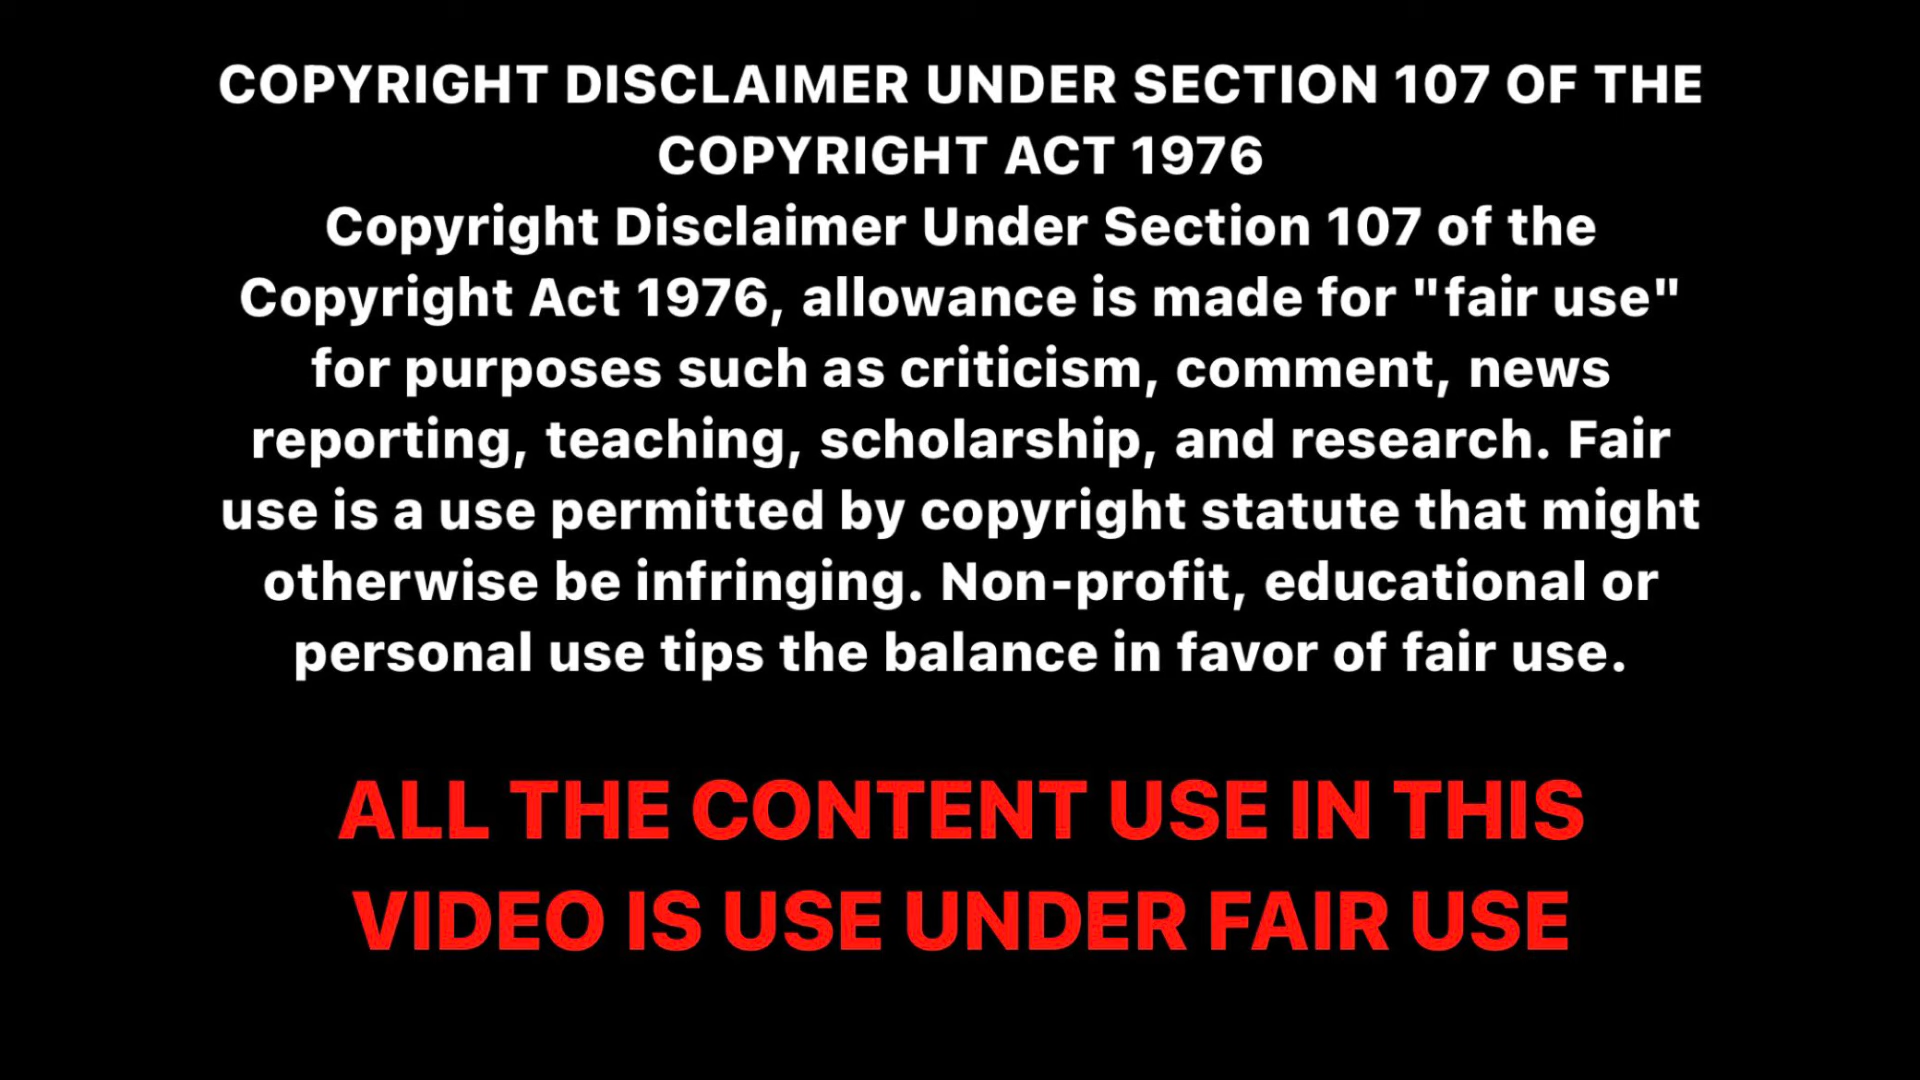 COPYRIGHT DISCLAIMER UNDER SECTION 107 OF THE
COPYRIGHT ACT 1976
Copyright Disclaimer Under Section 107 of the
Copyright Act 1976, allowance is made for "fair use"
for purposes such as criticism, comment, news
reporting, teaching, scholarship, and research. Fair
use is a use permitted by copyright statute that might
otherwise be infringing. Non-profit, educational or
personal use tips the balance in favor of fair use.
ALL THE CONTENT USE IN THIS
VIDEO IS USE UNDER FAIR USE